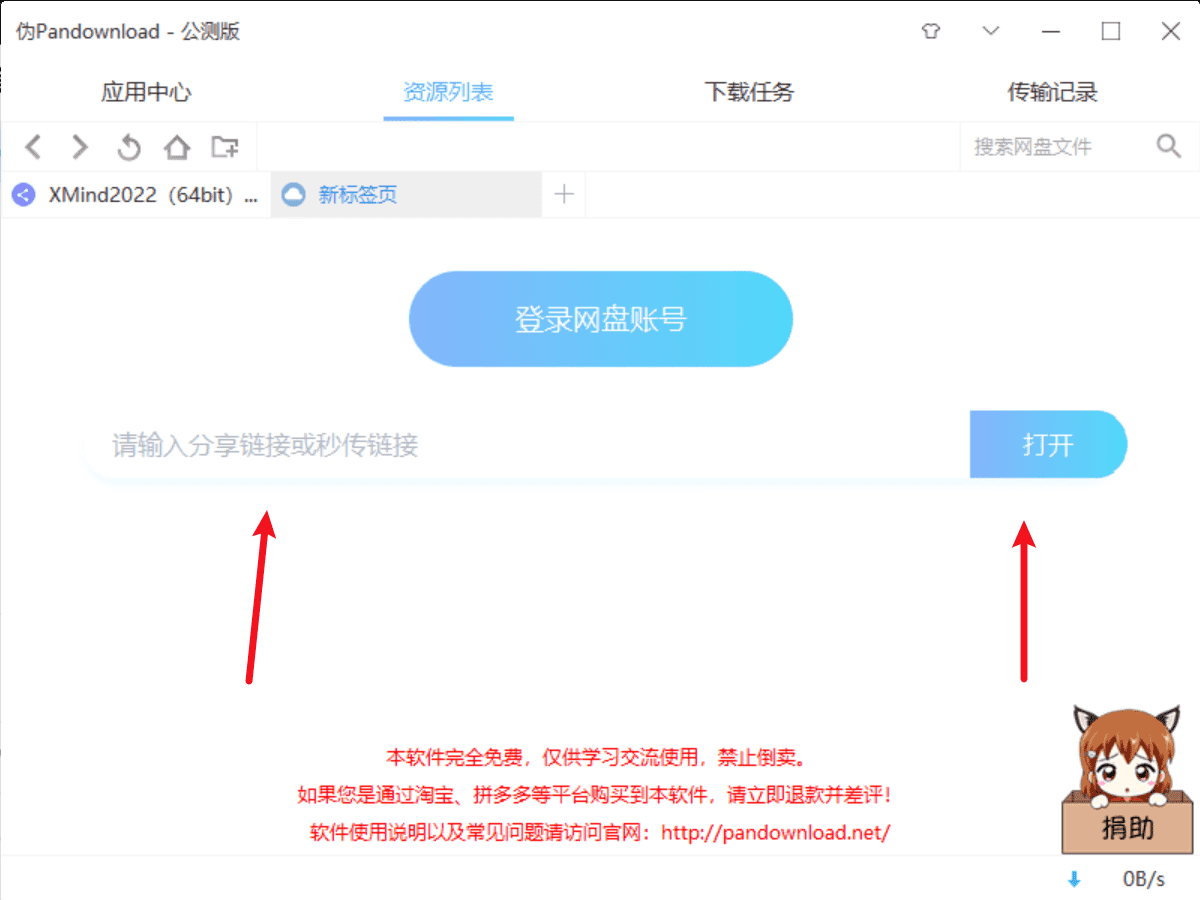 伪Pandownload - 公测版
应用中心 资源列表 下载任务 传输记录
搜索网盘文件
XMind2022（64bit）... 新标签页
登录网盘账号
请输入分享链接或秒传链接 打开
本软件完全免费，仅供学习交流使用，禁止倒卖。
如果您是通过淘宝、拼多多等平台购买到本软件，请立即退款并差评！
软件使用说明以及常见问题请访问官网：http://pandownload.net/
捐助
0B/s